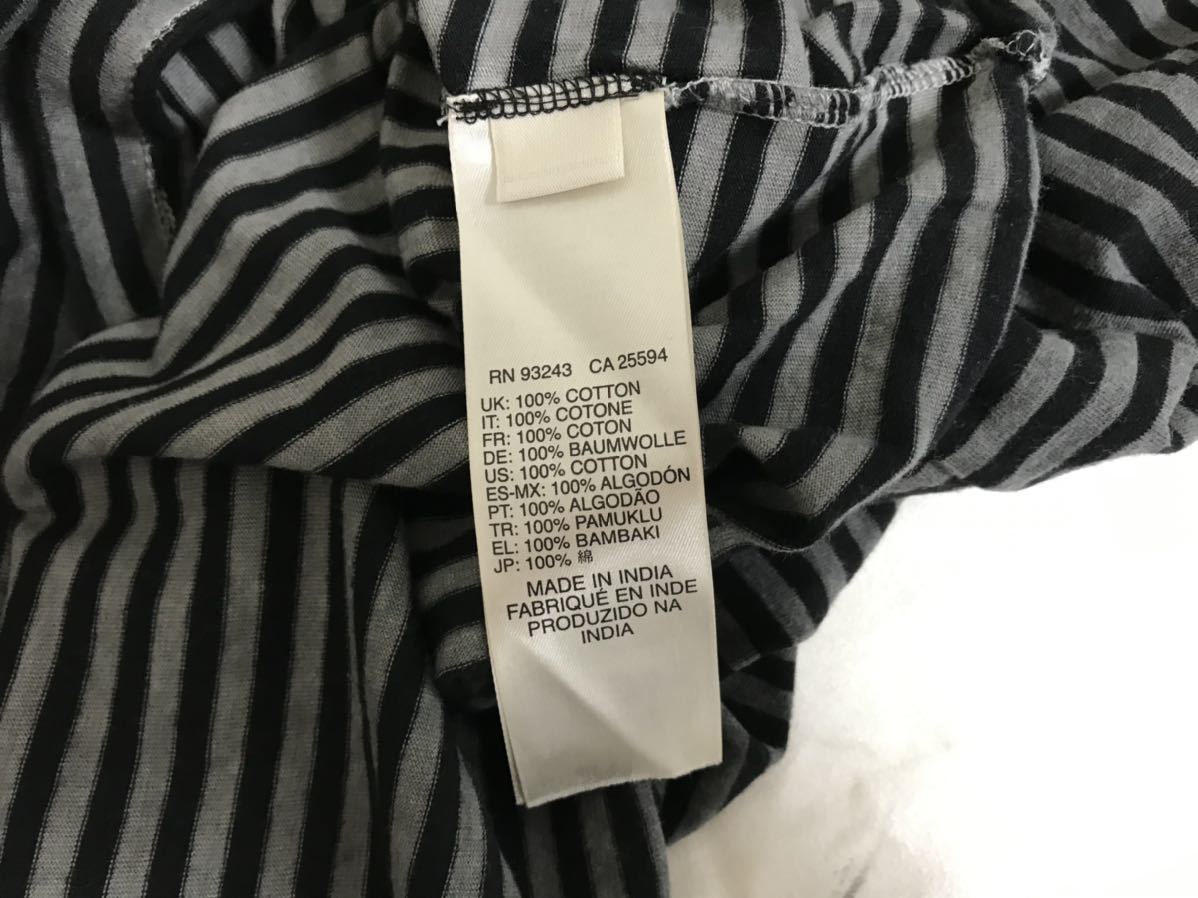 RN 93243 CA 25594
UK: 100% COTTON
IT: 100% COTONE
FR: 100% COTON
DE: 100% BAUMWOLLE
US: 100% COTTON
ES-MX: 100% ALGODÓN
PT: 100% ALGODÃO
TR: 100% PAMUKLU
EL: 100% BAMBAKI
JP: 100% 綿
MADE IN INDIA
FABRIQUÉ EN INDE
PRODUZIDO NA
INDIA